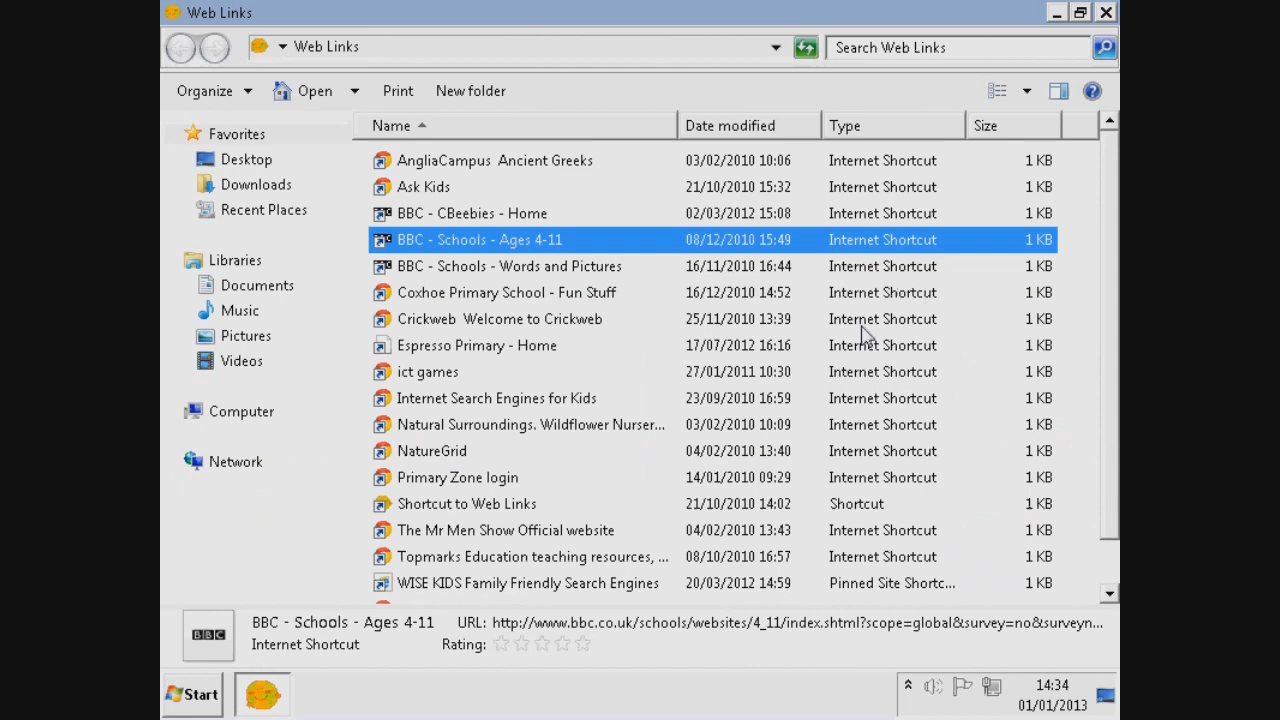 Web Links
Web Links
Search Web Links
Organize Open Print New folder
Name Date modified Type Size
Favorites
Desktop
Downloads
Recent Places
Libraries
Documents
Music
Pictures
Videos
Computer
Network
AngliaCampus Ancient Greeks 03/02/2010 10:06 Internet Shortcut 1 KB
Ask Kids 21/10/2010 15:32 Internet Shortcut 1 KB
BBC - CBeebies - Home 02/03/2012 15:08 Internet Shortcut 1 KB
BBC - Schools - Ages 4-11 08/12/2010 15:49 Internet Shortcut 1 KB
BBC - Schools - Words and Pictures 16/11/2010 16:44 Internet Shortcut 1 KB
Coxhoe Primary School - Fun Stuff 16/12/2010 14:52 Internet Shortcut 1 KB
Crickweb Welcome to Crickweb 25/11/2010 13:39 Internet Shortcut 1 KB
Espresso Primary - Home 17/07/2012 16:16 Internet Shortcut 1 KB
ict games 27/01/2011 10:30 Internet Shortcut 1 KB
Internet Search Engines for Kids 23/09/2010 16:59 Internet Shortcut 1 KB
Natural Surroundings. Wildflower Nurser... 03/02/2010 10:09 Internet Shortcut 1 KB
NatureGrid 04/02/2010 13:40 Internet Shortcut 1 KB
Primary Zone login 14/01/2010 09:29 Internet Shortcut 1 KB
Shortcut to Web Links 21/10/2010 14:02 Shortcut 1 KB
The Mr Men Show Official website 04/02/2010 13:43 Internet Shortcut 1 KB
Topmarks Education teaching resources, ... 08/10/2010 16:57 Internet Shortcut 1 KB
WISE KIDS Family Friendly Search Engines 20/03/2012 14:59 Pinned Site Shortc... 1 KB
BBC
BBC - Schools - Ages 4-11 URL: http://www.bbc.co.uk/schools/websites/4_11/index.shtml?scope=global&survey=no&surveyn...
Internet Shortcut Rating:
Start
14:34
01/01/2013